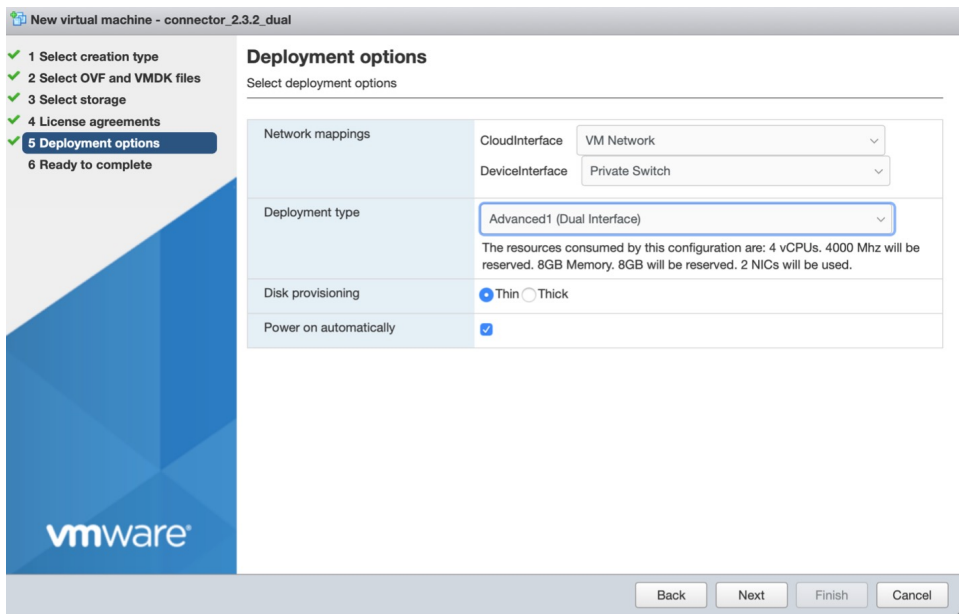 New virtual machine - connector_2.3.2_dual
1 Select creation type
2 Select OVF and VMDK files
3 Select storage
4 License agreements
5 Deployment options
6 Ready to complete
vmware®
Deployment options
Select deployment options
Network mappings
CloudInterface VM Network
DeviceInterface Private Switch
Deployment type
Advanced1 (Dual Interface)
The resources consumed by this configuration are: 4 vCPUs. 4000 Mhz will be
reserved. 8GB Memory. 8GB will be reserved. 2 NICs will be used.
Disk provisioning
Thin Thick
Power on automatically
Back Next Finish Cancel